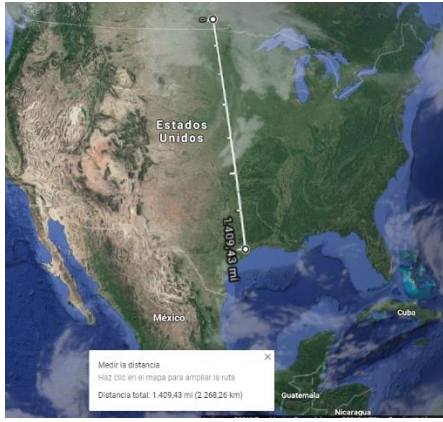 0
Estados
Unidos
1.409,43 mi
México
Cuba
Medir la distancia
Haz clic en el mapa para ampliar la ruta
Distancia total: 1.409,43 mi (2.268,26 km)
Guatemala
Nicaragua